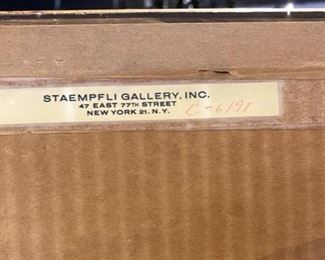 STAEMPFLI GALLERY, INC.
47 EAST 77TH STREET
NEW YORK 21, N.Y. C-6191